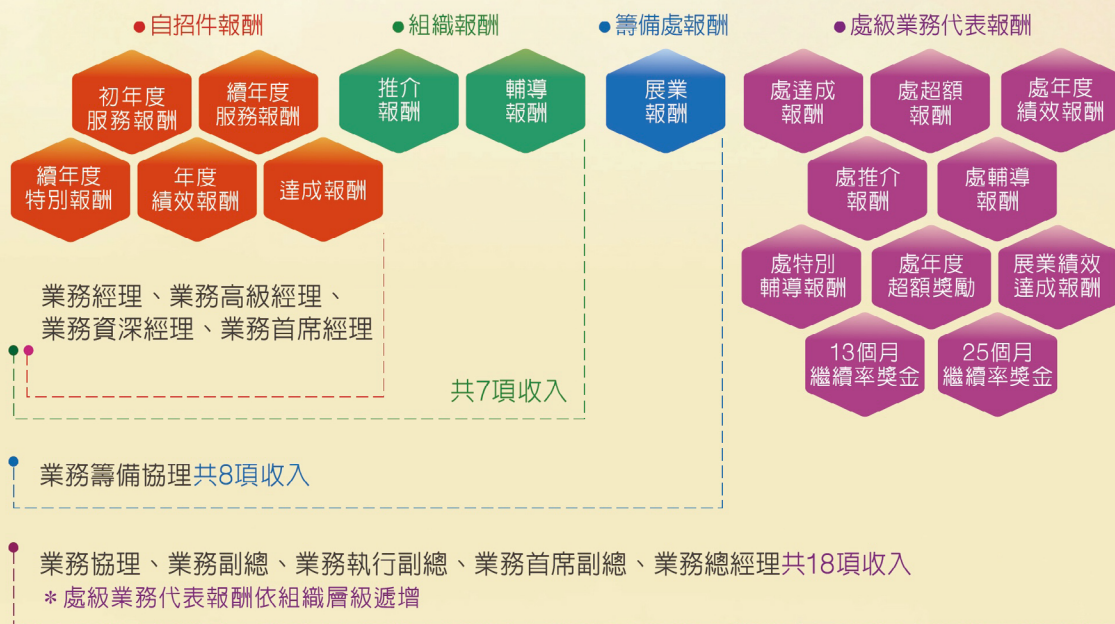 ●自招件報酬
初年度
服務報酬
續年度
服務報酬
續年度
特別報酬
年度
績效報酬
達成報酬
●組織報酬
推介
報酬
輔導
報酬
●籌備處報酬
展業
報酬
●處級業務代表報酬
處達成
報酬
處超額
報酬
處年度
績效報酬
處推介
報酬
處輔導
報酬
處特別
輔導報酬
處年度
超額獎勵
展業績效
達成報酬
13個月
繼續率獎金
25個月
繼續率獎金
業務經理、業務高級經理、
業務資深經理、業務首席經理
共7項收入
業務籌備協理共8項收入
業務協理、業務副總、業務執行副總、業務首席副總、業務總經理共18項收入
＊處級業務代表報酬依組織層級遞增